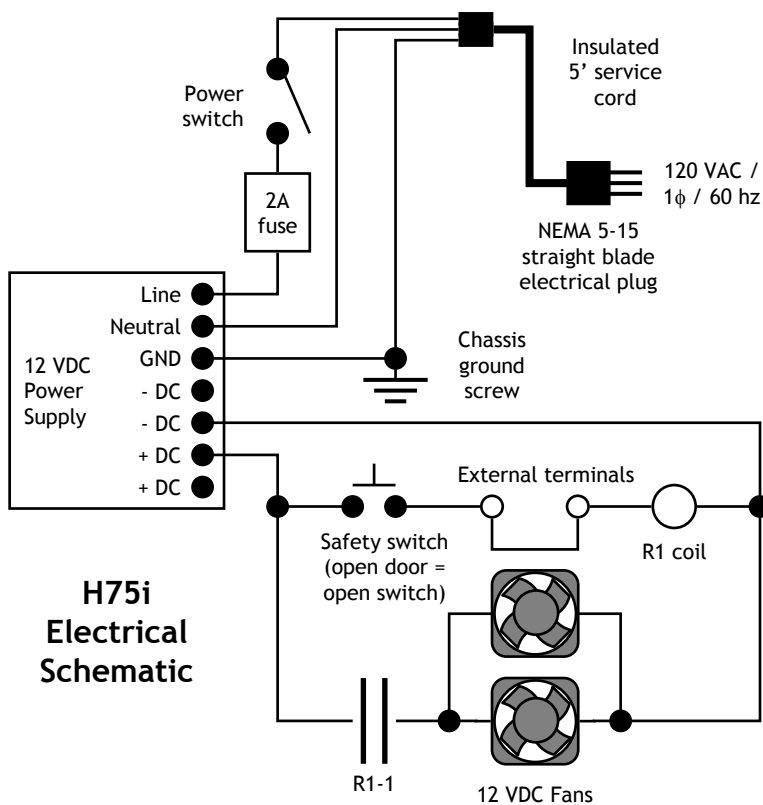 Insulated
5’ service
cord
Power
switch
120 VAC /
1ϕ / 60 hz
2A
fuse
NEMA 5-15
straight blade
electrical plug
Line
Neutral
GND
- DC
- DC
+ DC
+ DC
12 VDC
Power
Supply
Chassis
ground
screw
External terminals
Safety switch
(open door =
open switch)
R1 coil
H75i
Electrical
Schematic
R1-1
12 VDC Fans